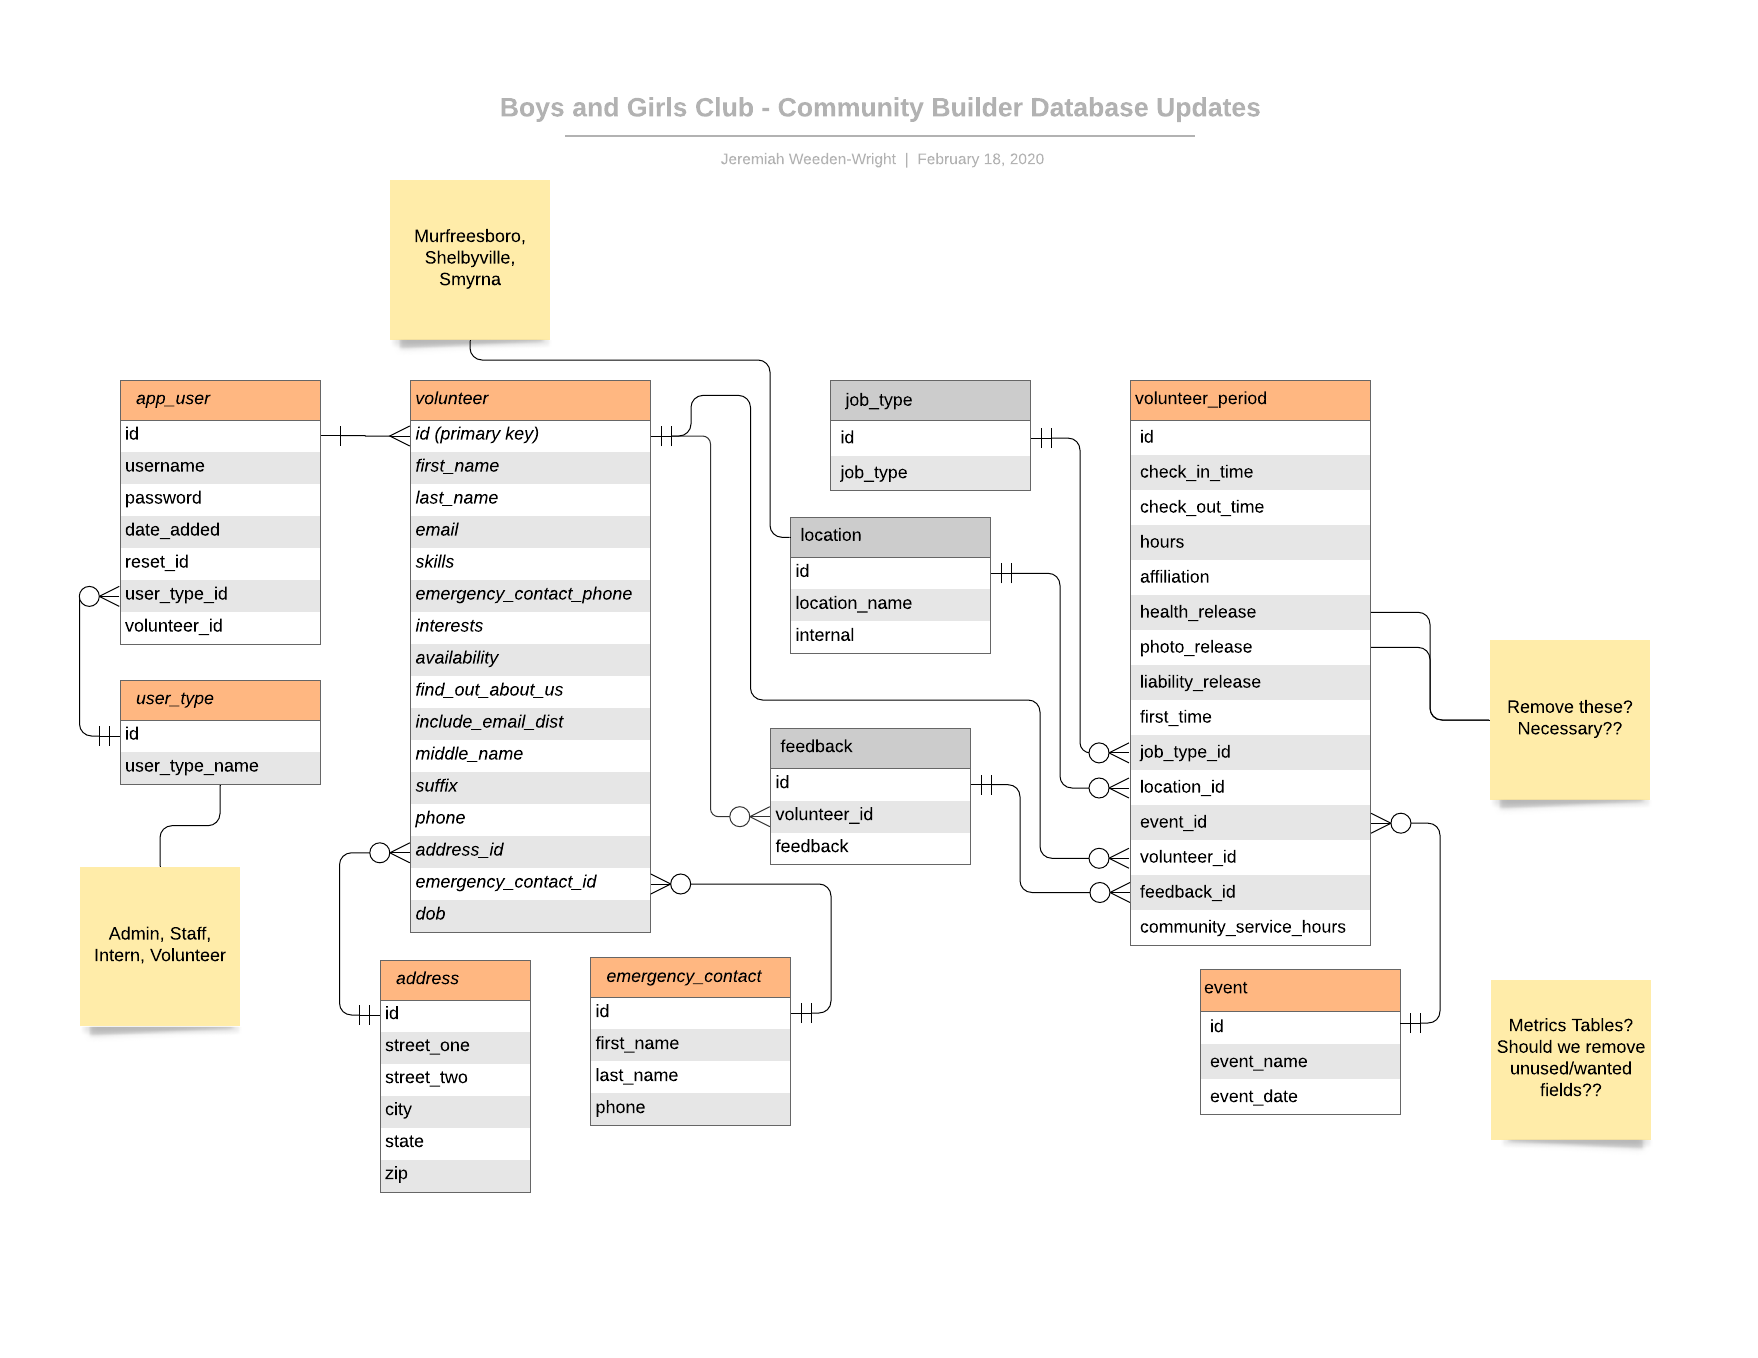 Boys and Girls Club - Community Builder Database Updates
Jeremiah Weeden-Wright | February 18, 2020
Murfreesboro,
Shelbyville,
Smyrna
app_user
id
username
password
date_added
reset_id
user_type_id
volunteer_id
user_type
id
user_type_name
Admin, Staff,
Intern, Volunteer
volunteer
id (primary key)
first_name
last_name
email
skills
emergency_contact_phone
interests
availability
find_out_about_us
include_email_dist
middle_name
suffix
phone
address_id
emergency_contact_id
dob
address
id
street_one
street_two
city
state
zip
emergency_contact
id
first_name
last_name
phone
job_type
id
job_type
location
id
location_name
internal
feedback
id
volunteer_id
feedback
volunteer_period
id
check_in_time
check_out_time
hours
affiliation
health_release
photo_release
liability_release
first_time
job_type_id
location_id
event_id
volunteer_id
feedback_id
community_service_hours
event
id
event_name
event_date
Remove these?
Necessary??
Metrics Tables?
Should we remove
unused/wanted
fields??